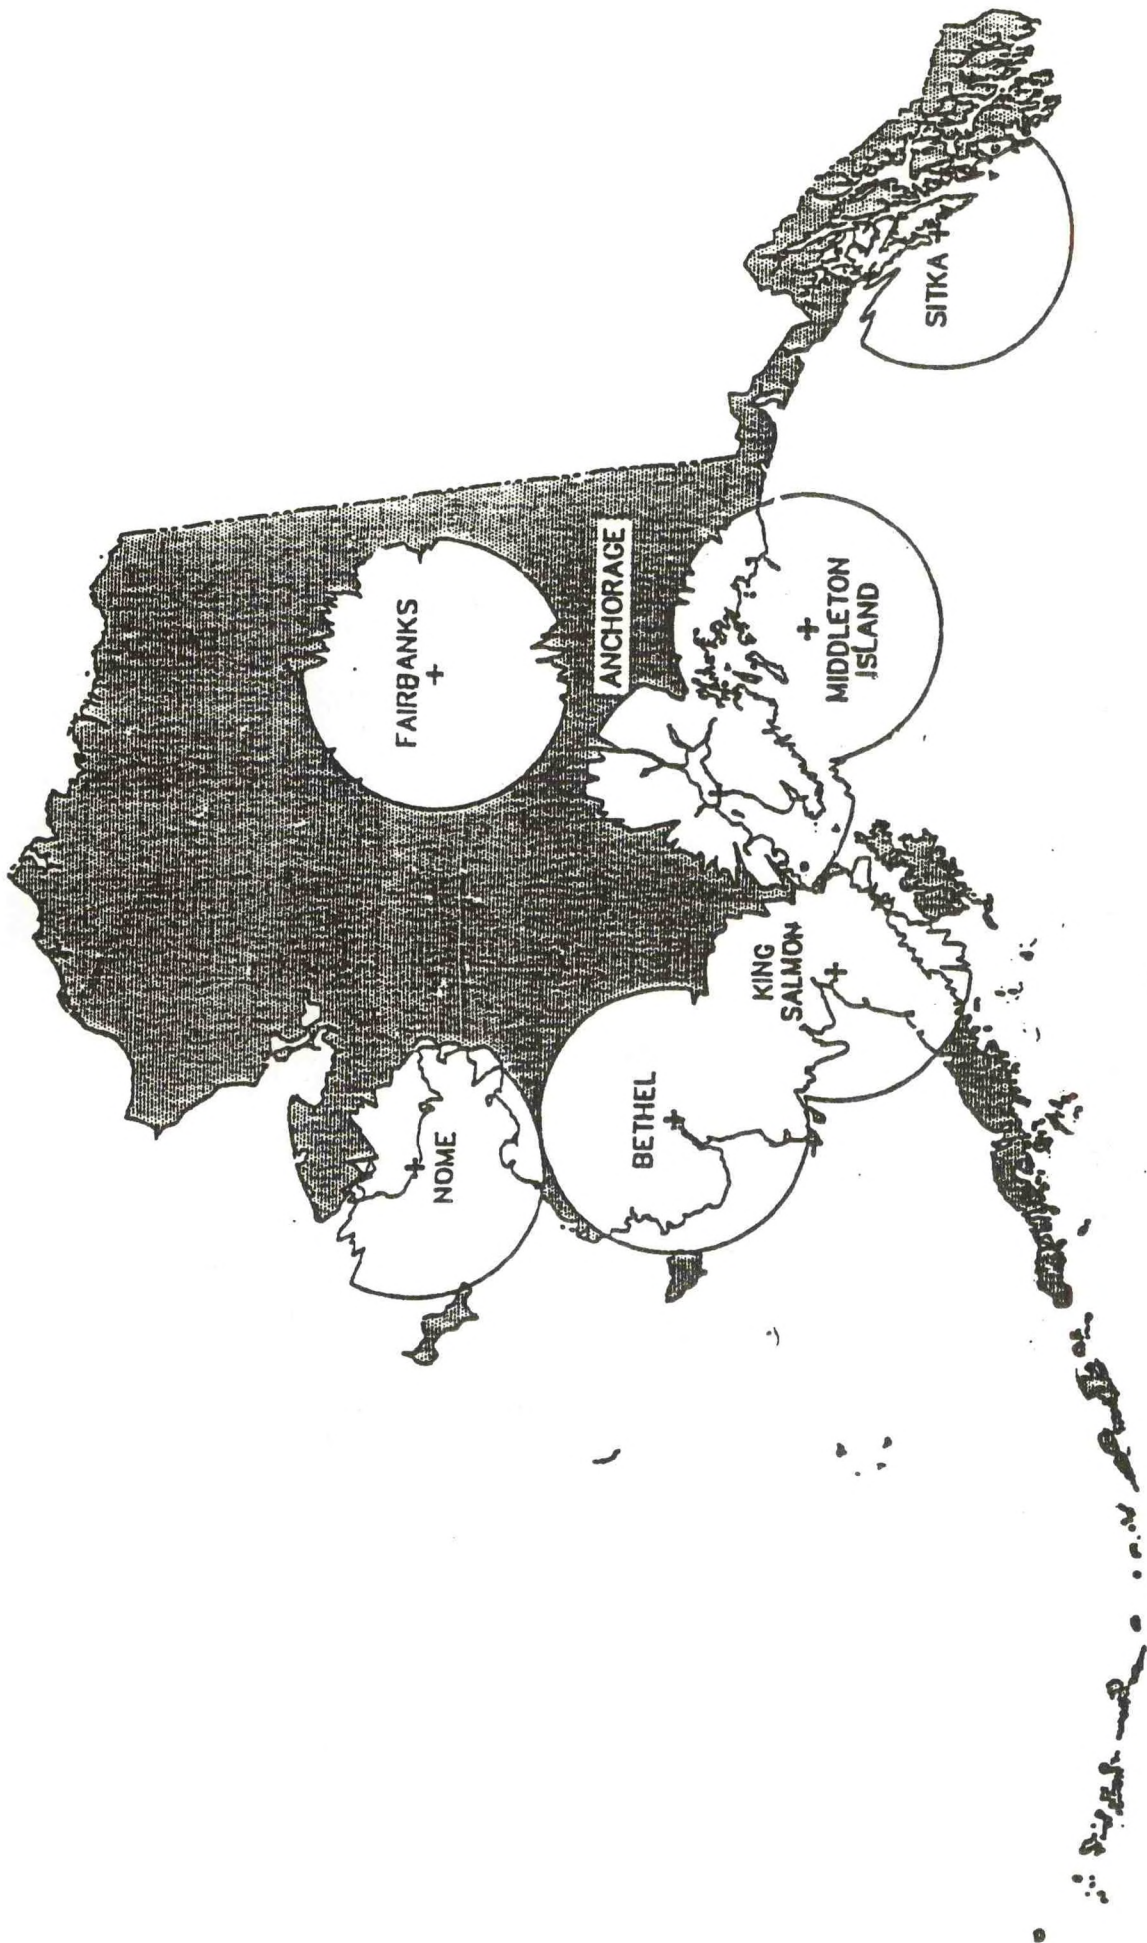 FAIRBANKS
ANCHORAGE
NOME
BETHEL
KING
SALMON
MIDDLETON
ISLAND
SITKA